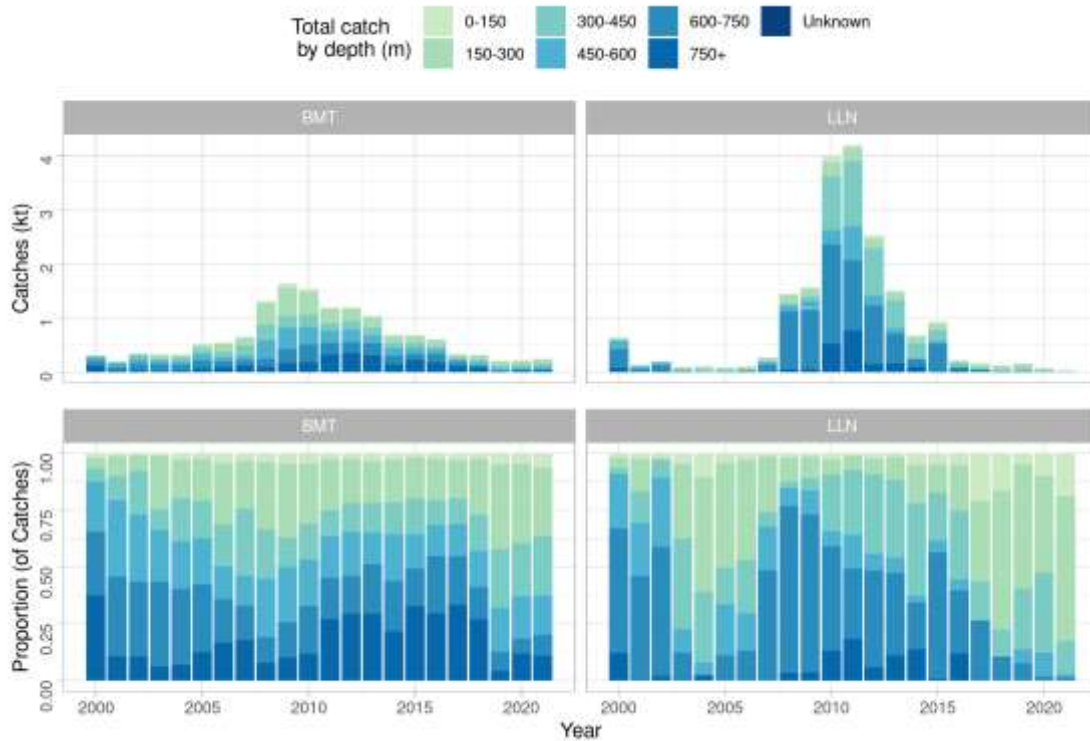 Total catch by depth (m)
0-150 300-450 600-750 Unknown
150-300 450-600 750+
BMT LLN
Catches (kt)
4
3
2
1
0
BMT LLN
Proportion (of Catches)
1.00
0.75
0.50
0.25
0.00
2000 2005 2010 2015 2020 2000 2005 2010 2015 2020
Year